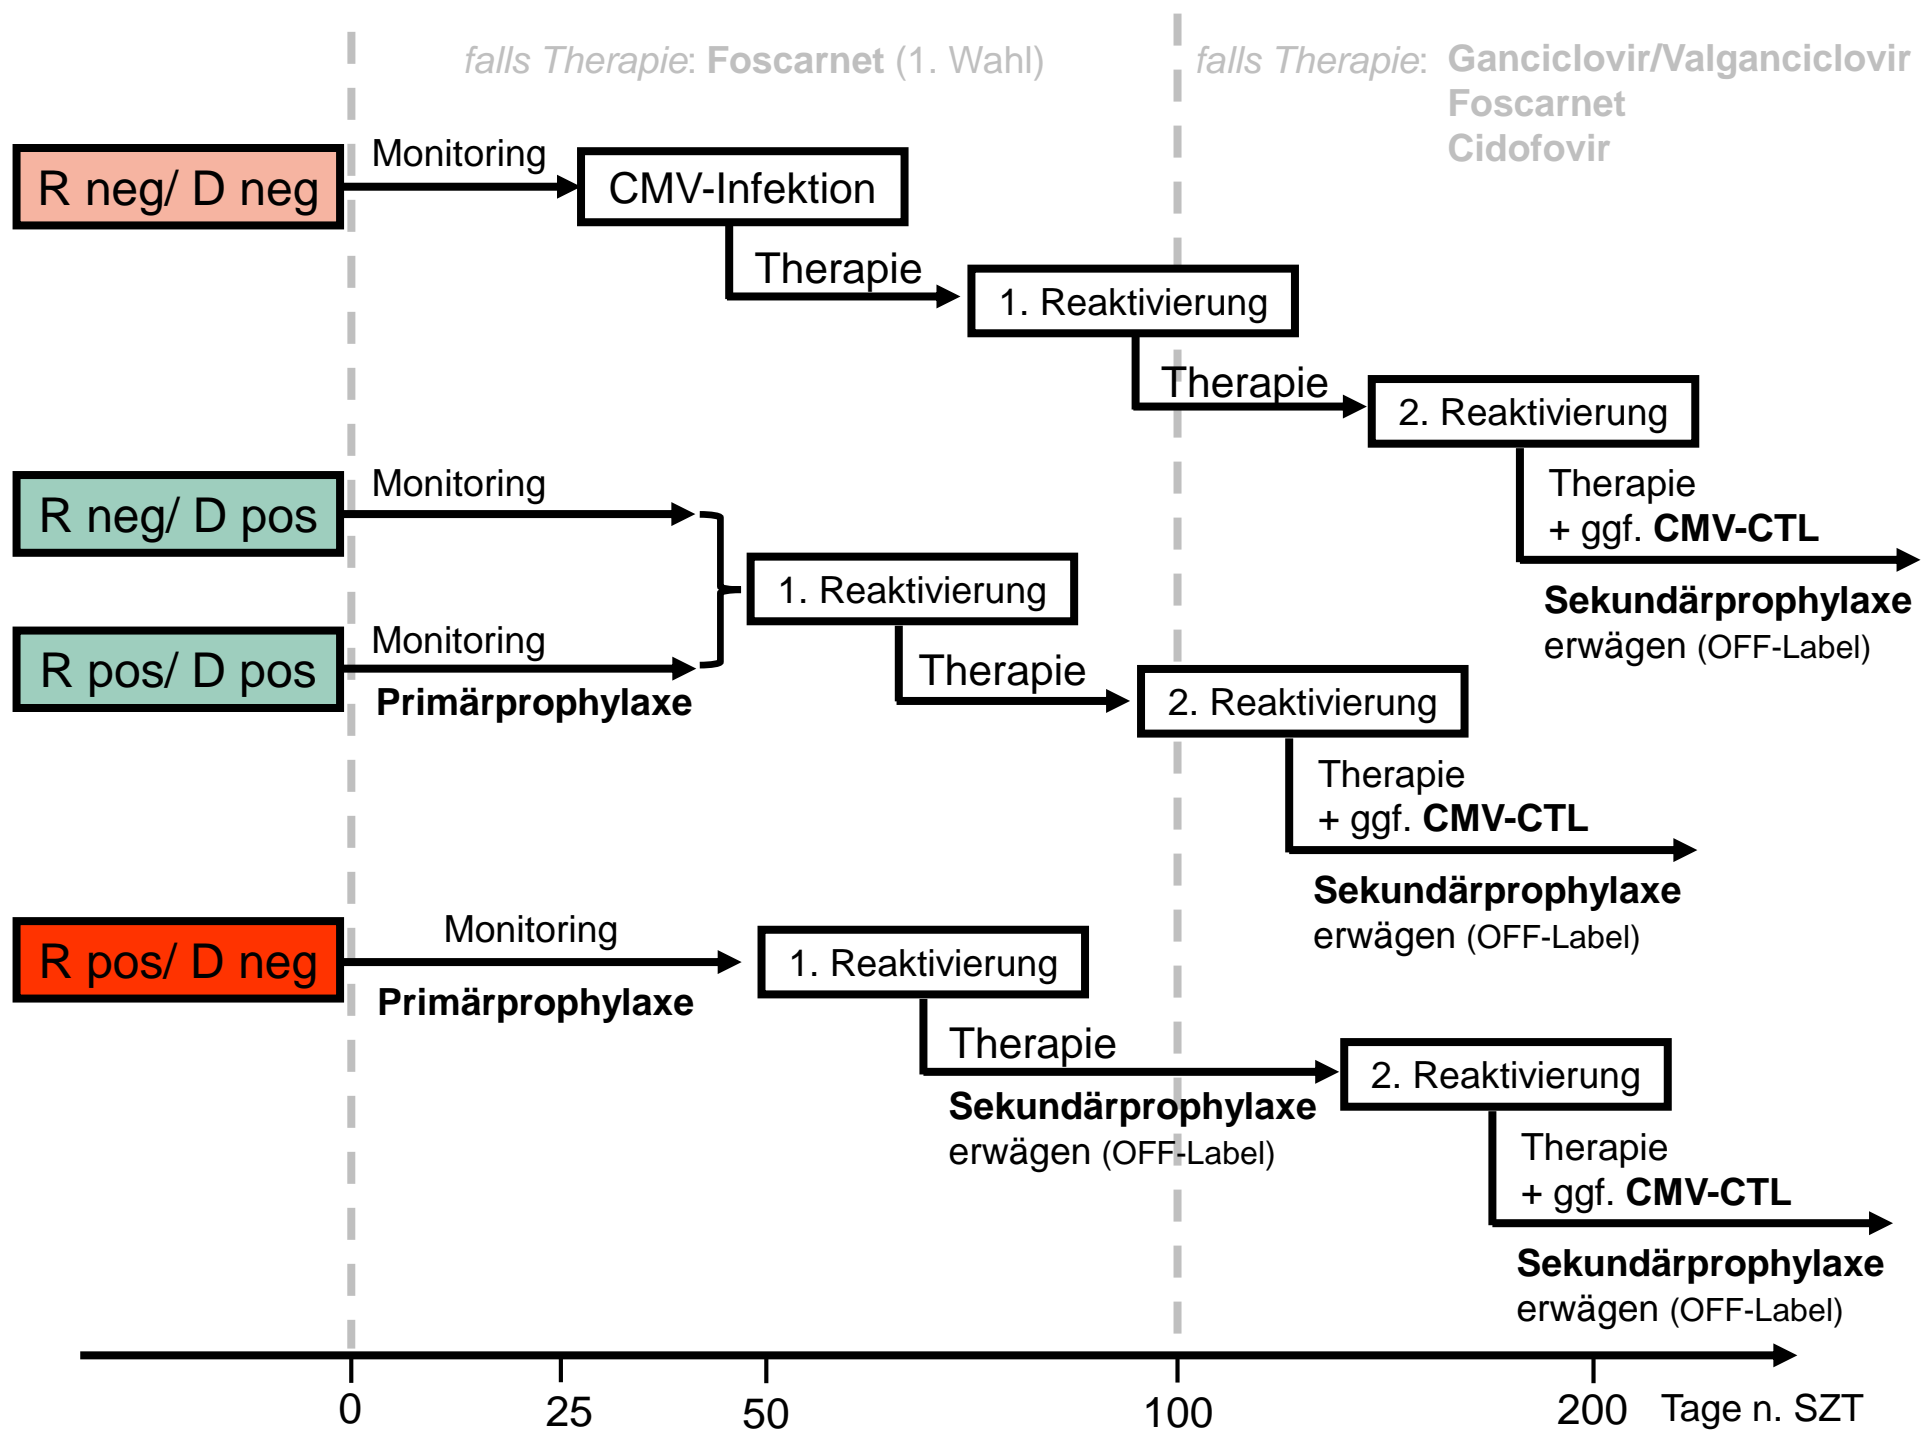 falls Therapie: Foscarnet (1. Wahl)
falls Therapie: Ganciclovir/Valganciclovir
Foscarnet
Cidofovir
R neg/ D neg
Monitoring
CMV-Infektion
Therapie
1. Reaktivierung
Therapie
2. Reaktivierung
Therapie
+ ggf. CMV-CTL
Sekundärprophylaxe
erwägen (OFF-Label)
R neg/ D pos
Monitoring
R pos/ D pos
Monitoring
Primärprophylaxe
1. Reaktivierung
Therapie
2. Reaktivierung
Therapie
+ ggf. CMV-CTL
Sekundärprophylaxe
erwägen (OFF-Label)
R pos/ D neg
Monitoring
Primärprophylaxe
1. Reaktivierung
Therapie
Sekundärprophylaxe
erwägen (OFF-Label)
2. Reaktivierung
Therapie
+ ggf. CMV-CTL
Sekundärprophylaxe
erwägen (OFF-Label)
0 25 50 100 200 Tage n. SZT